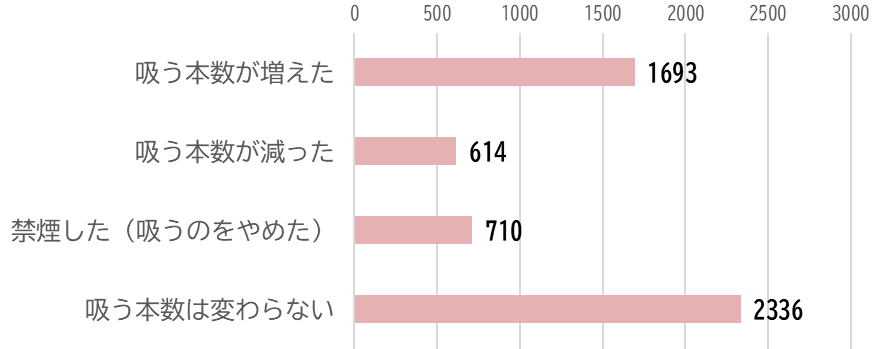 0 500 1000 1500 2000 2500 3000
吸う本数が増えた 1693
吸う本数が減った 614
禁煙した（吸うのをやめた） 710
吸う本数は変わらない 2336